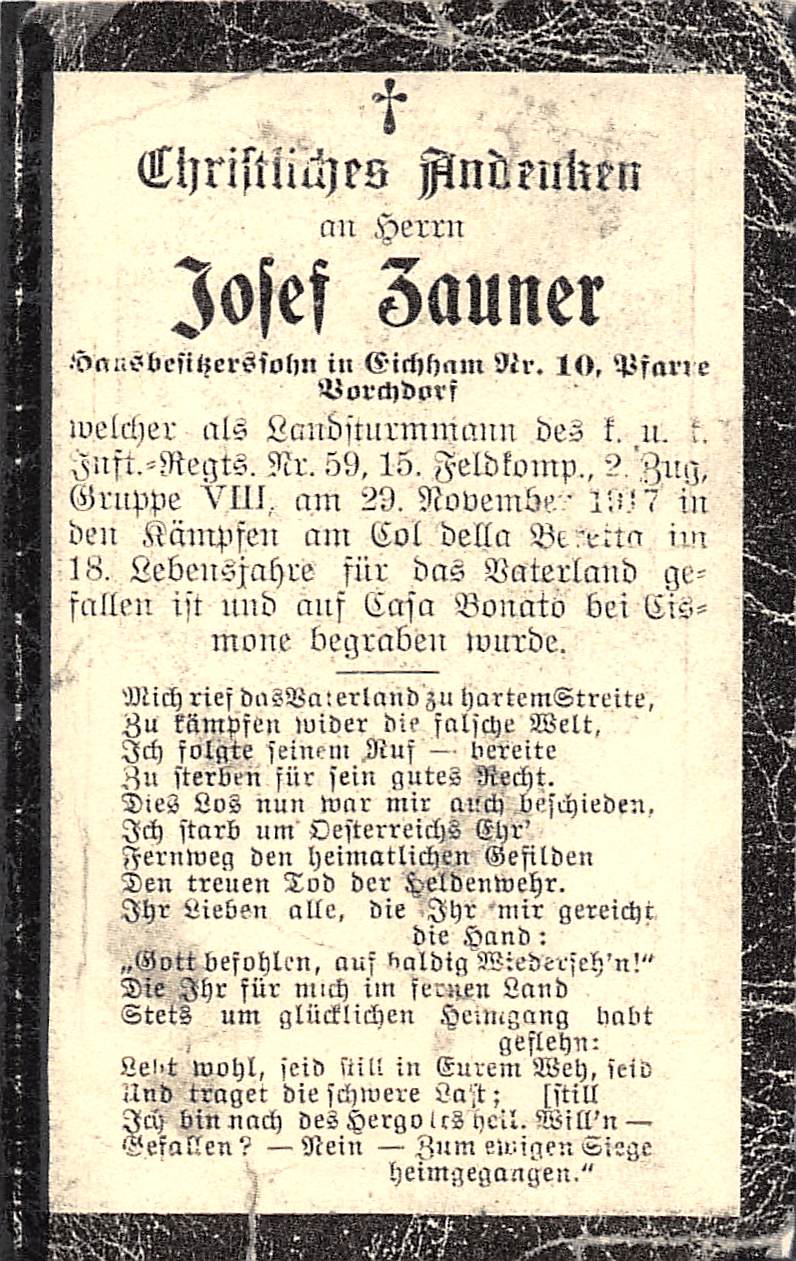 Christliches Andenken
an Herrn
Josef Zauner
Hausbesitzerssohn in Eichham Nr. 10, Pfarre
Vorchdorf
welcher als Landsturmmann des k. u. k.
Inft.=Regts. Nr. 59, 15. Feldkomp., 2. Zug,
Gruppe VIII, am 29. November 1917 in
den Kämpfen am Col della Beretta im
18. Lebensjahre für das Vaterland ge=
fallen ist und auf Casa Bonato bei Cis=
mone begraben wurde.
Mich rief das Vaterland zu hartem Streite,
Zu kämpfen wider die falsche Welt,
Ich folgte seinem Ruf — bereite
Zu sterben für sein gutes Recht.
Dies Los nun war mir auch beschieden,
Ich starb um Oesterreichs Ehr'
Fernweg den heimatlichen Gefilden
Den treuen Tod der Heldenwehr.
Ihr Lieben alle, die Ihr mir gereicht
die Hand:
„Gott befohlen, auf baldig Wiederseh'n!“
Die Ihr für mich im fernen Land
Stets um glücklichen Heimgang habt
geflehn:
Lebt wohl, seid still in Eurem Weh, seid
Und traget die schwere Last; [still
Ich bin nach des Hergottes heil. Will'n —
Gefallen? — Nein — Zum ewigen Siege
heimgegangen.“